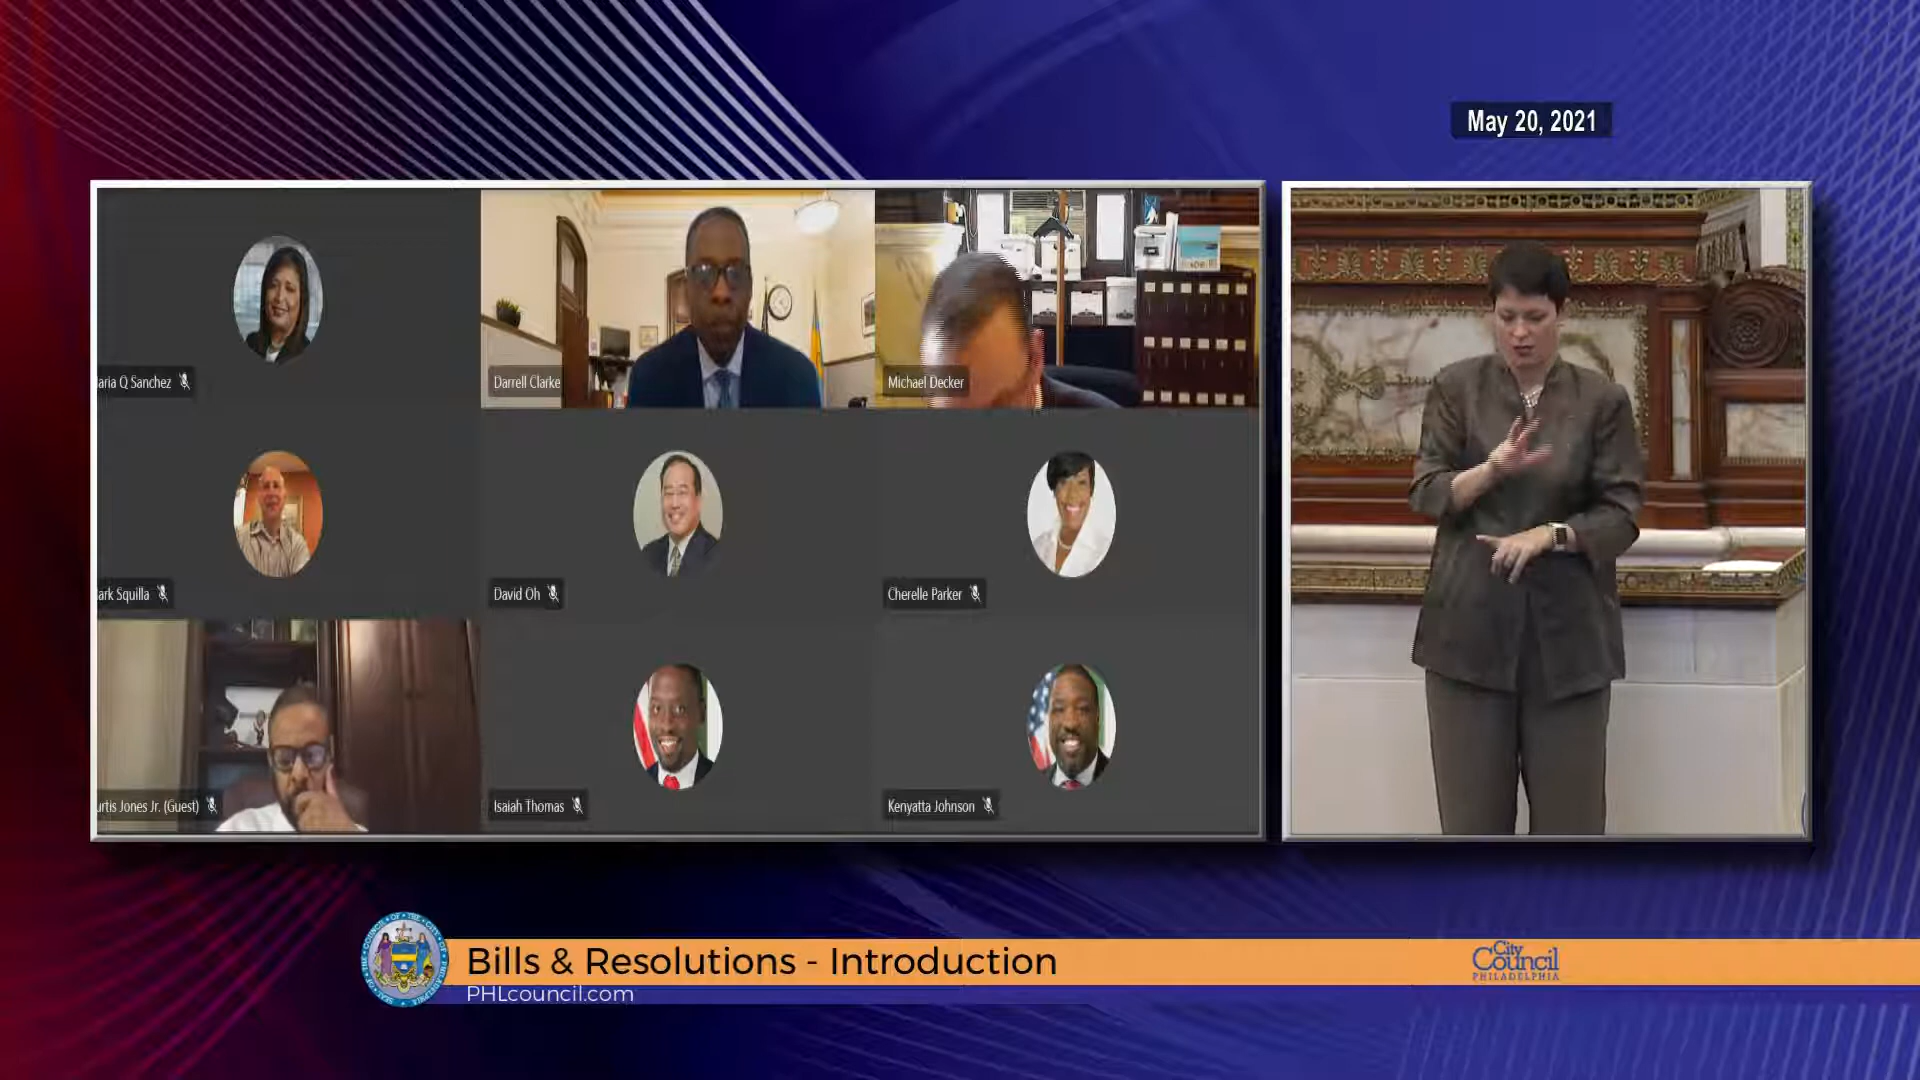 May 20, 2021
aria Q Sanchez
Darrell Clarke
Michael Decker
ark Squilla
David Oh
Cherelle Parker
urtis Jones Jr. (Guest)
Isaiah Thomas
Kenyatta Johnson
Bills & Resolutions - Introduction
PHLcouncil.com
City
Council
PHILADELPHIA